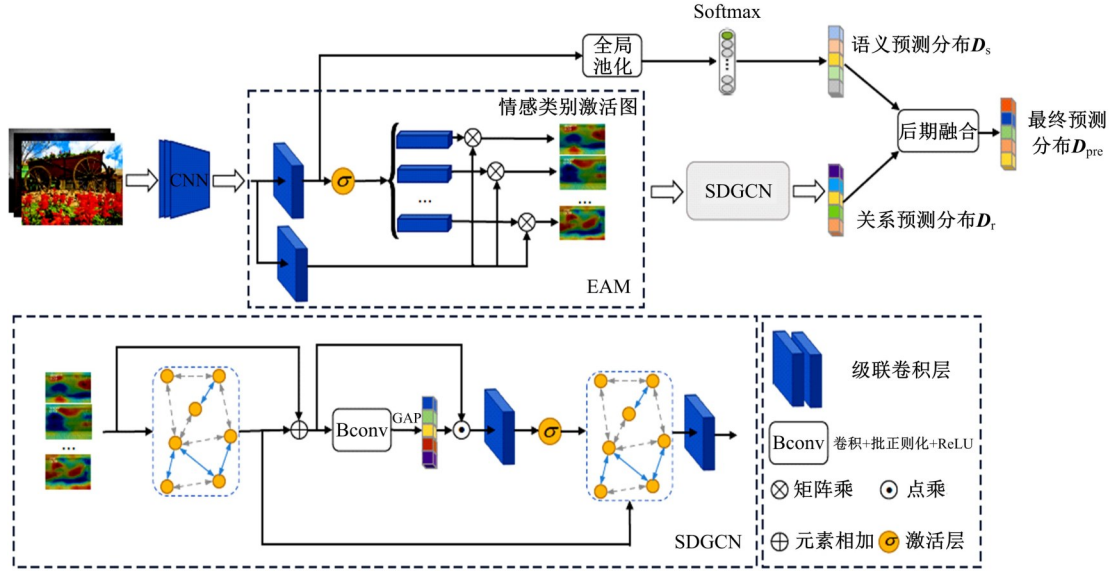 Softmax
全局
池化
语义预测分布Ds
情感类别激活图
CNN
σ
...
...
EAM
SDGCN
后期融合
最终预测
分布Dpre
关系预测分布Dr
...
Bconv
GAP
σ
SDGCN
级联卷积层
Bconv
卷积+批正则化+ReLU
矩阵乘
点乘
元素相加
σ
激活层